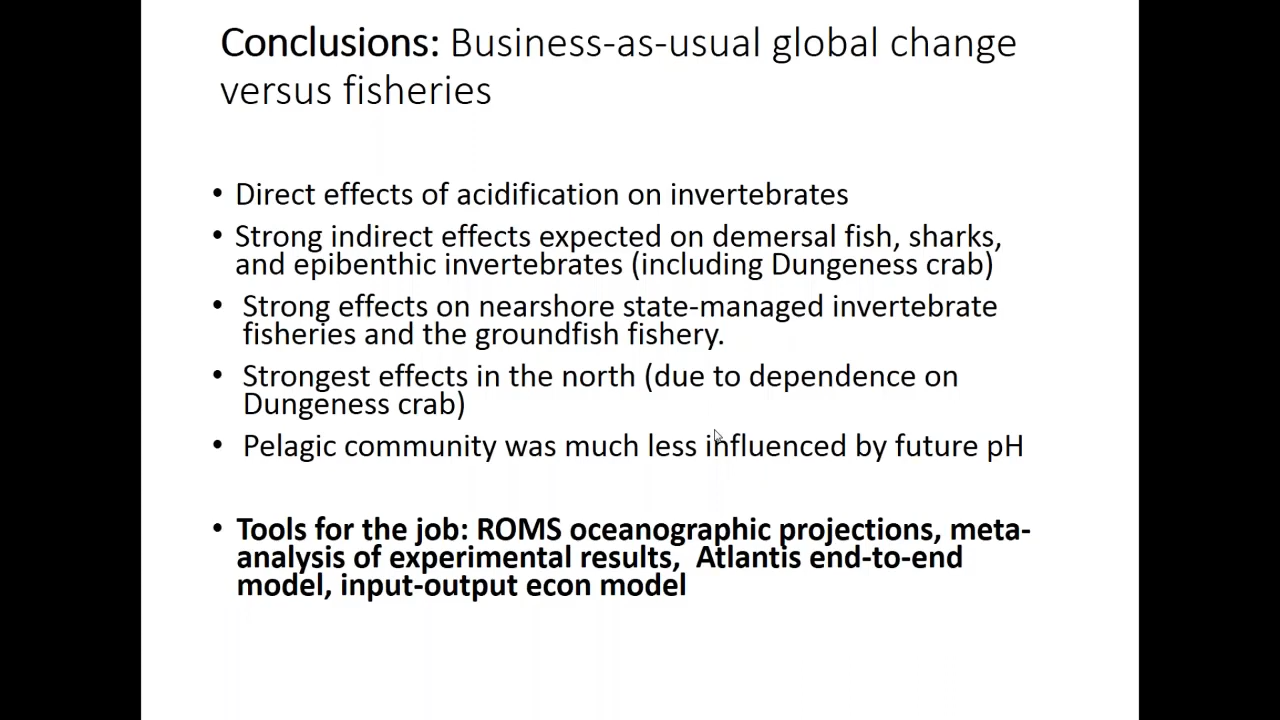 Conclusions: Business-as-usual global change
versus fisheries
• Direct effects of acidification on invertebrates
• Strong indirect effects expected on demersal fish, sharks,
and epibenthic invertebrates (including Dungeness crab)
• Strong effects on nearshore state-managed invertebrate
fisheries and the groundfish fishery.
• Strongest effects in the north (due to dependence on
Dungeness crab)
• Pelagic community was much less influenced by future pH
• Tools for the job: ROMS oceanographic projections, meta-
analysis of experimental results,  Atlantis end-to-end
model, input-output econ model